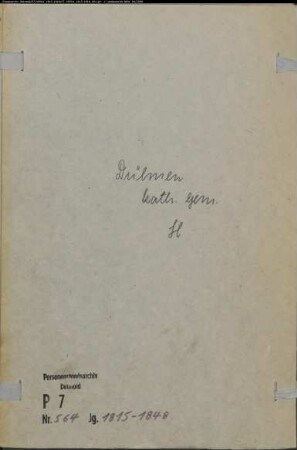 Dülmen
kath. Gem.
H
Personenstandsarchiv
Detmold
P 7
Nr. 564 Jg. 1815-1848